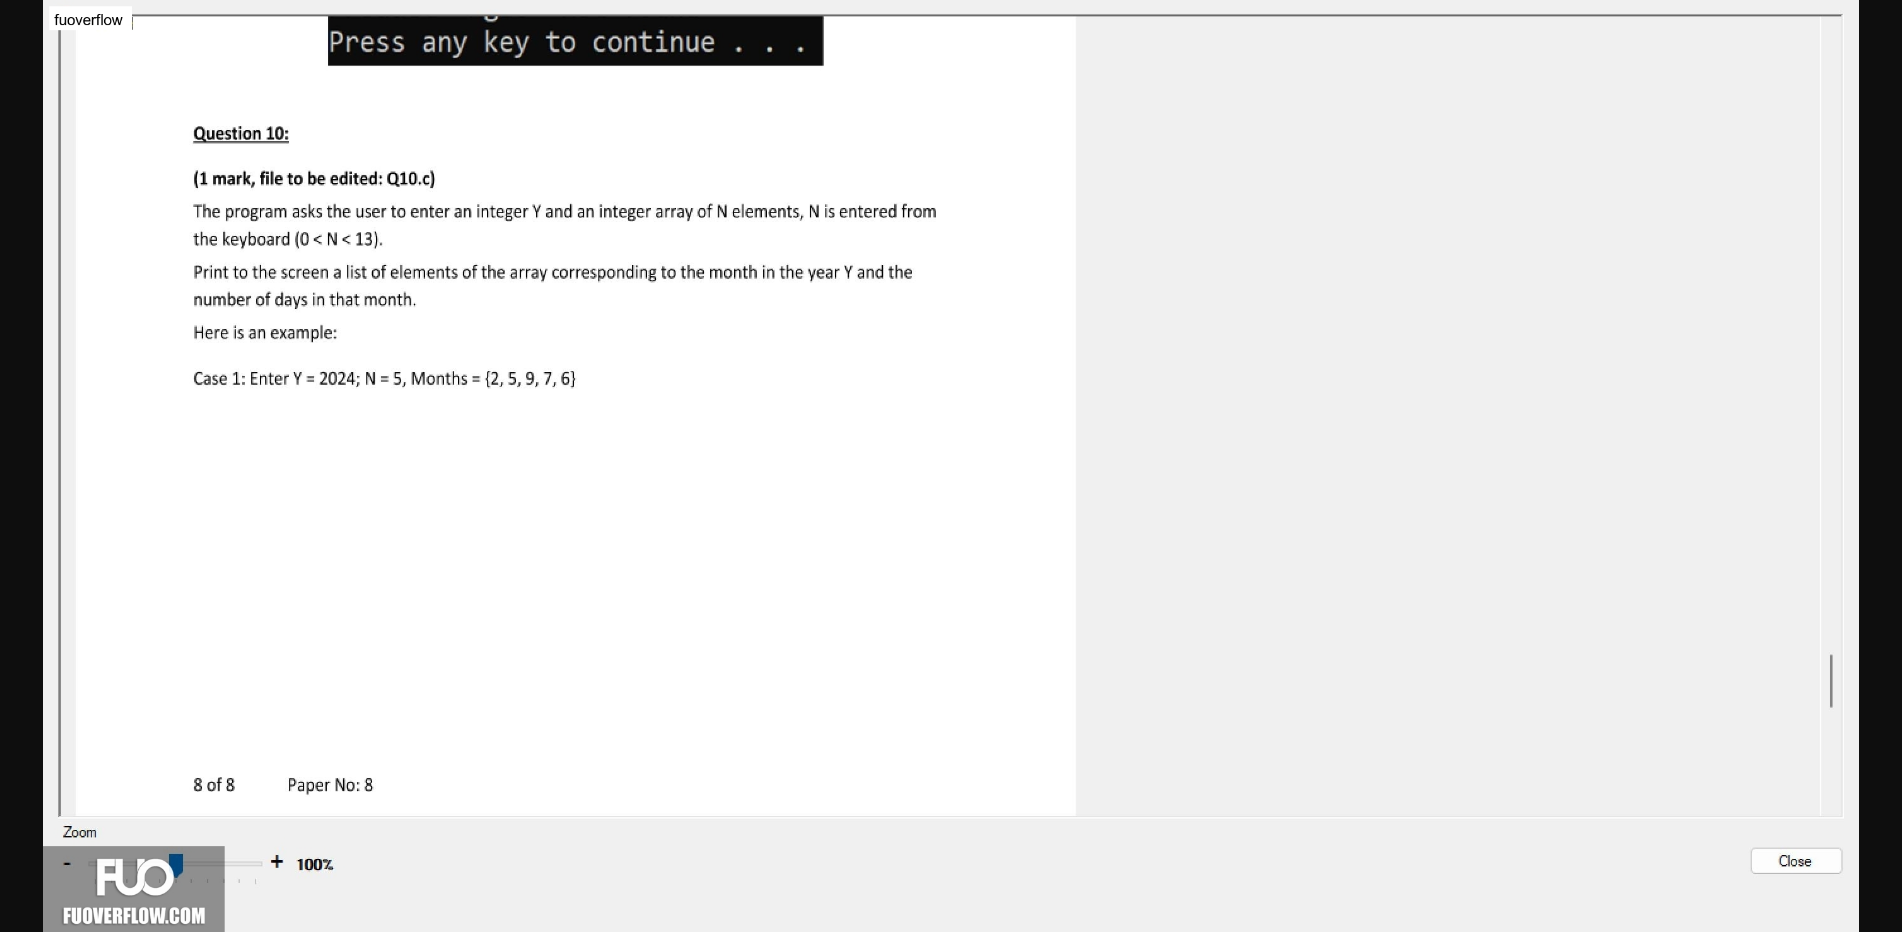 fuoverflow
Press any key to continue . . .
Question 10:
(1 mark, file to be edited: Q10.c)
The program asks the user to enter an integer Y and an integer array of N elements, N is entered from
the keyboard (0 < N < 13).
Print to the screen a list of elements of the array corresponding to the month in the year Y and the
number of days in that month.
Here is an example:
Case 1: Enter Y = 2024; N = 5, Months = {2, 5, 9, 7, 6}
8 of 8 Paper No: 8
Zoom
- + 100%
Close
FUO
FUOVERFLOW.COM